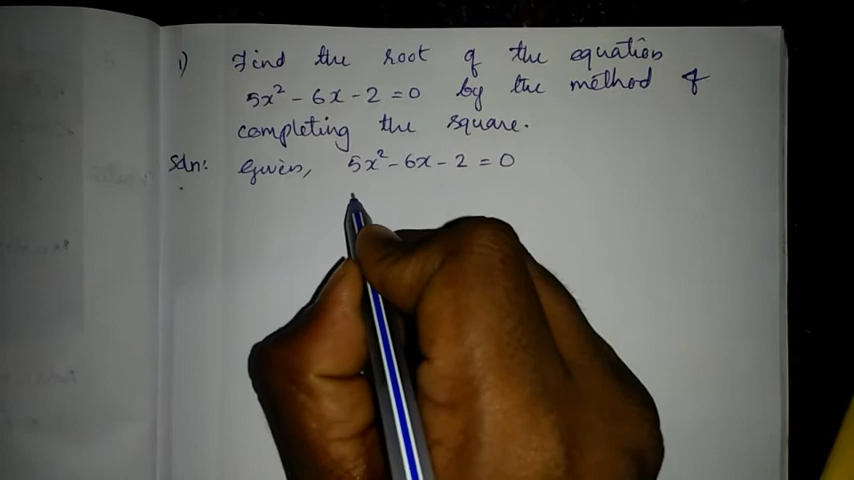 1) Find the root of the equation
5x² - 6x - 2 = 0 by the method of
completing the square.
Soln: Given, 5x² - 6x - 2 = 0